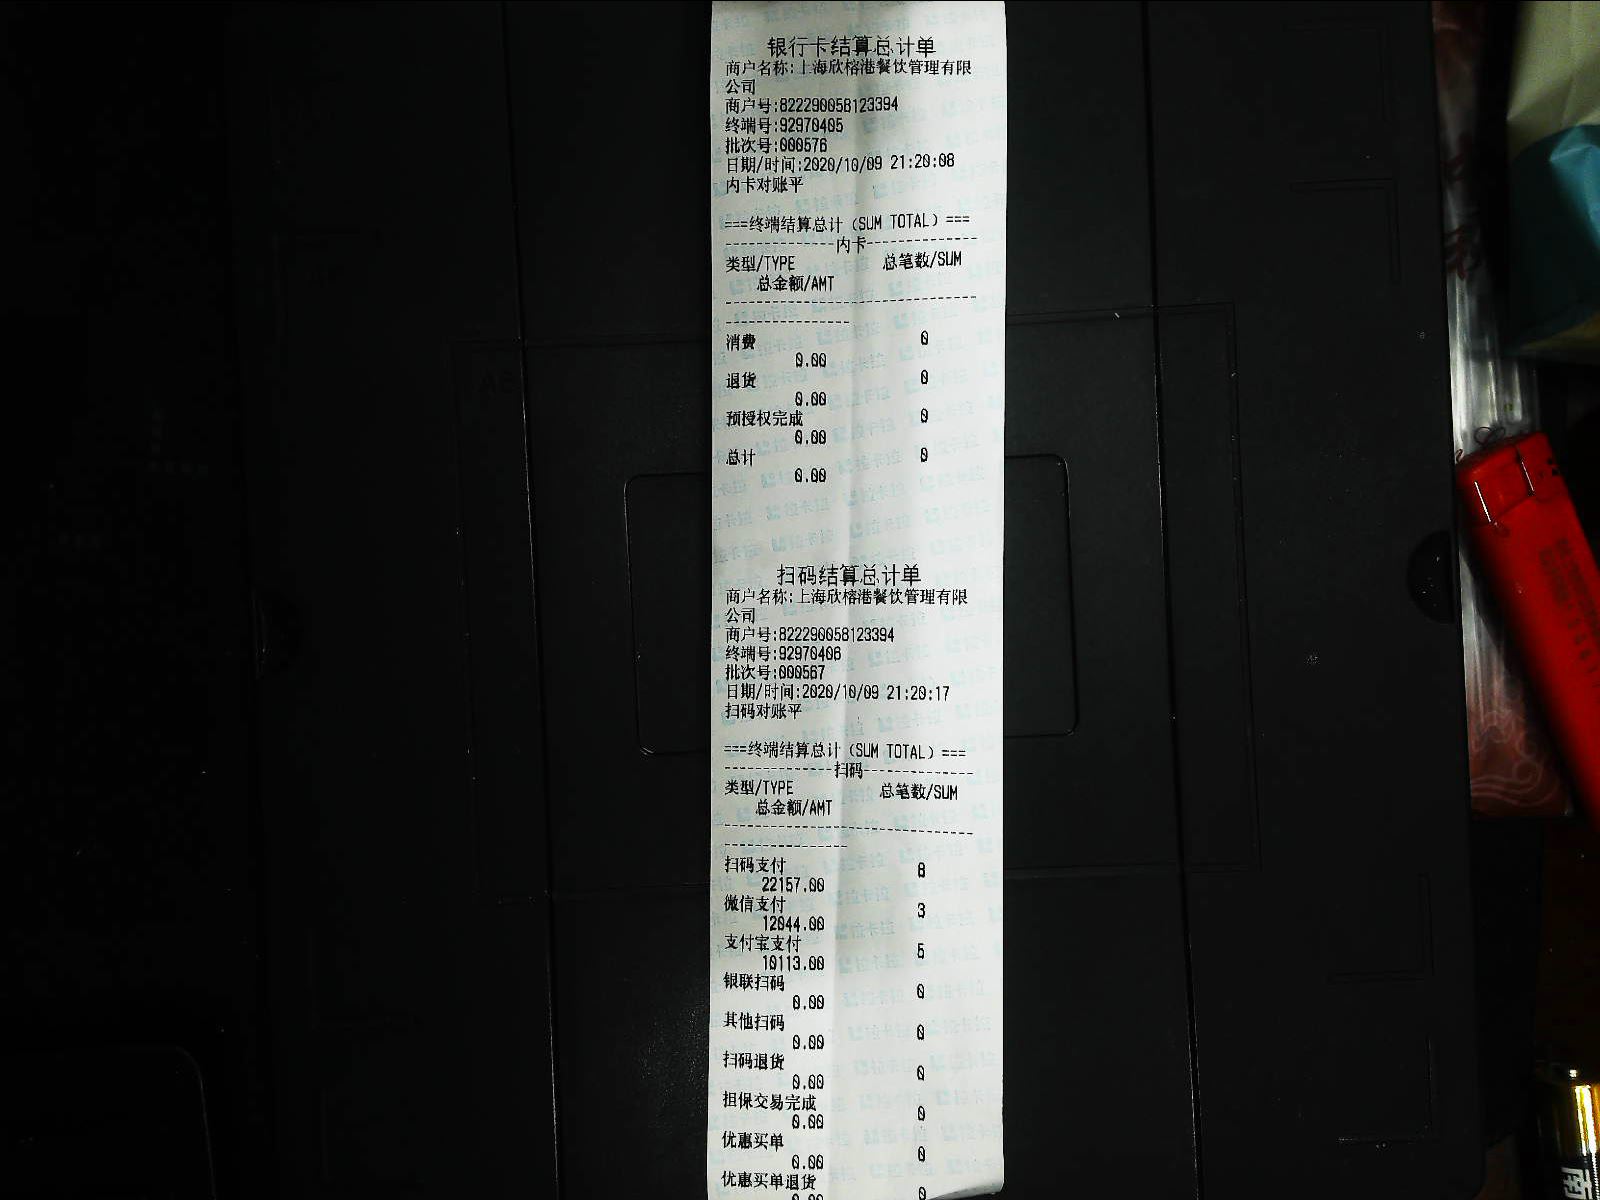 银行卡结算总计单
商户名称:上海欣榕港餐饮管理有限
公司
商户号:822290058123394
终端号:92970405
批次号:000576
日期/时间:2020/10/09 21:20:08
内卡对账平
===终端结算总计(SUM TOTAL)===
----------------内卡----------------
类型/TYPE 总笔数/SUM
总金额/AMT
消费 0
0.00
退货 0
0.00
预授权完成 0
0.00
总计 0
0.00
扫码结算总计单
商户名称:上海欣榕港餐饮管理有限
公司
商户号:822290058123394
终端号:92970406
批次号:000567
日期/时间:2020/10/09 21:20:17
扫码对账平
===终端结算总计(SUM TOTAL)===
----------------扫码----------------
类型/TYPE 总笔数/SUM
总金额/AMT
扫码支付 8
22157.00
微信支付 3
12044.00
支付宝支付 5
10113.00
银联扫码 0
0.00
其他扫码 0
0.00
扫码退货 0
0.00
担保交易完成 0
0.00
优惠买单 0
0.00
优惠买单退货 0
0.00